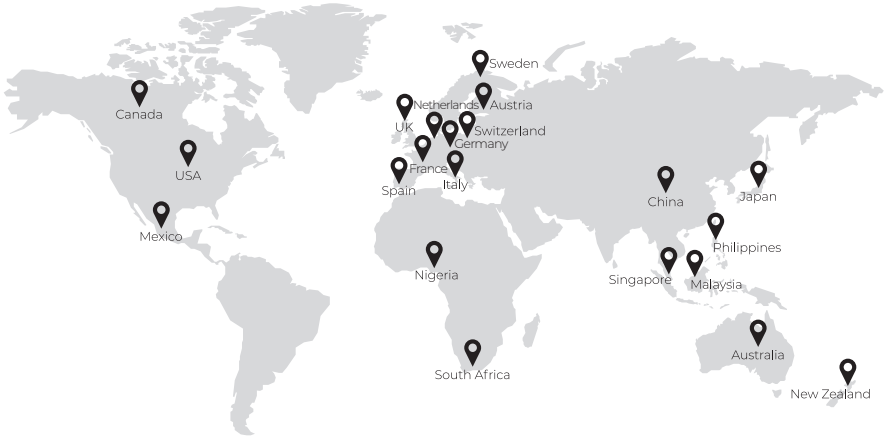 Sweden
Canada
Netherlands
Austria
UK
Switzerland
Germany
USA
France
Italy
Spain
China
Japan
Mexico
Philippines
Nigeria
Singapore
Malaysia
Australia
South Africa
New Zealand